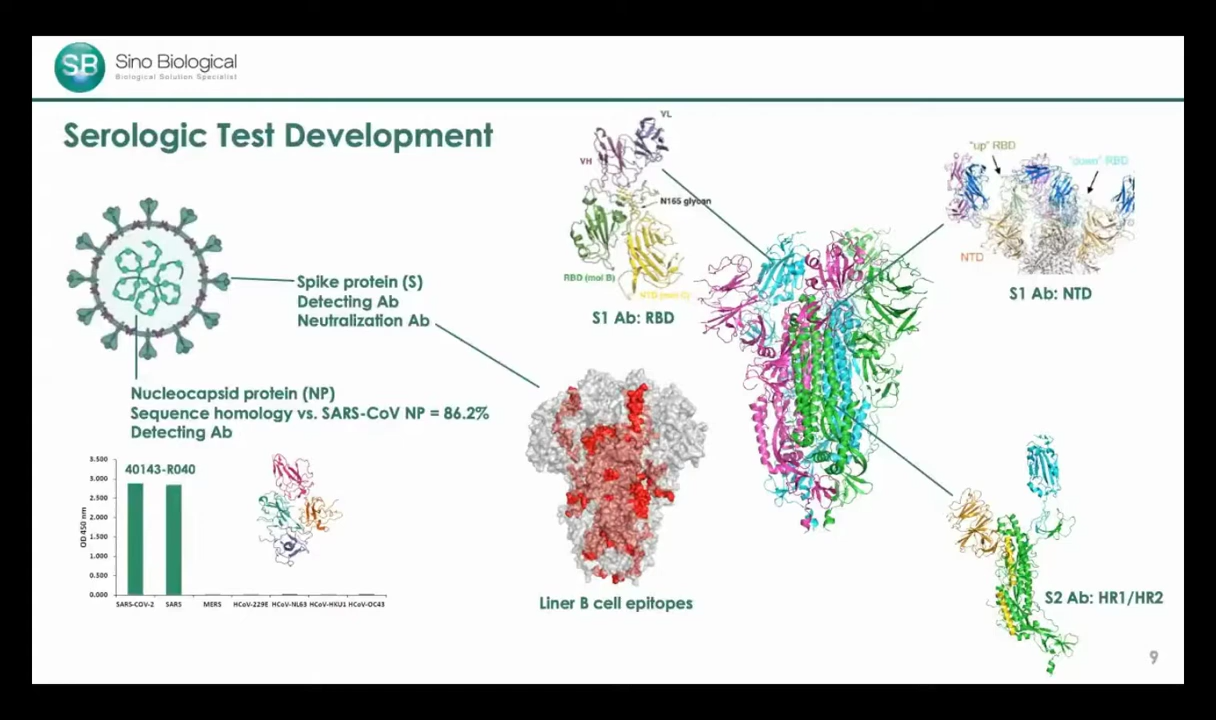 SB
Sino Biological
Biological Solution Specialist
Serologic Test Development
Spike protein (S)
Detecting Ab
Neutralization Ab
Nucleocapsid protein (NP)
Sequence homology vs. SARS-CoV NP = 86.2%
Detecting Ab
40143-R040
OD 450 nm
3.500
3.000
2.500
2.000
1.500
1.000
0.500
0.000
SARS-COV-2
SARS
MERS
HCoV-229E
HCoV-NL63
HCoV-HKU1
HCoV-OC43
Liner B cell epitopes
VL
VH
N165 glycan
RBD (mol B)
NTD (mol C)
S1 Ab: RBD
"up" RBD
"down" RBD
NTD
S1 Ab: NTD
S2 Ab: HR1/HR2
9